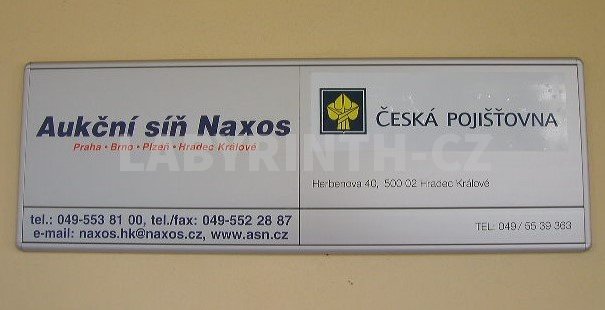 Aukční síň Naxos
Praha • Brno • Plzeň • Hradec Králové
tel.: 049-553 81 00, tel./fax: 049-552 28 87
e-mail: naxos.hk@naxos.cz, www.asn.cz
ČESKÁ POJIŠŤOVNA
Herbenova 40, 500 02 Hradec Králové
TEL: 049/ 55 39 363
LABYRINTH-CZ